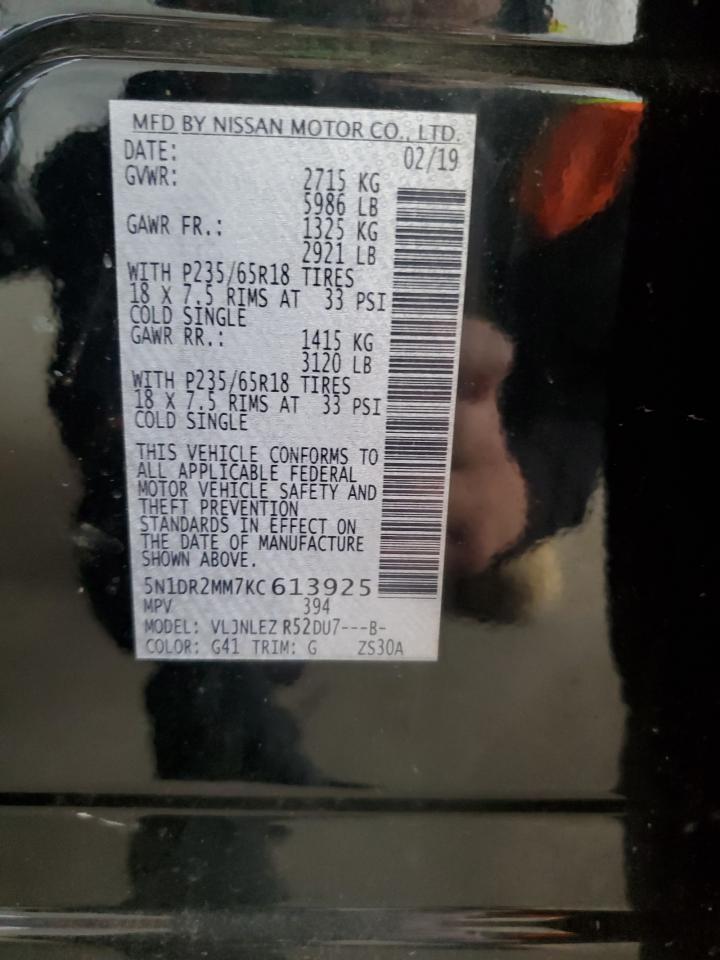 MFD BY NISSAN MOTOR CO., LTD.
DATE: 02/19
GVWR: 2715 KG
5986 LB
GAWR FR.: 1325 KG
2921 LB
WITH P235/65R18 TIRES
18 X 7.5 RIMS AT 33 PSI
COLD SINGLE
GAWR RR.: 1415 KG
3120 LB
WITH P235/65R18 TIRES
18 X 7.5 RIMS AT 33 PSI
COLD SINGLE
THIS VEHICLE CONFORMS TO
ALL APPLICABLE FEDERAL
MOTOR VEHICLE SAFETY AND
THEFT PREVENTION
STANDARDS IN EFFECT ON
THE DATE OF MANUFACTURE
SHOWN ABOVE.
5N1DR2MM7KC 613925
MPV 394
MODEL: VLJNLEZ R52DU7---B-
COLOR: G41 TRIM: G ZS30A